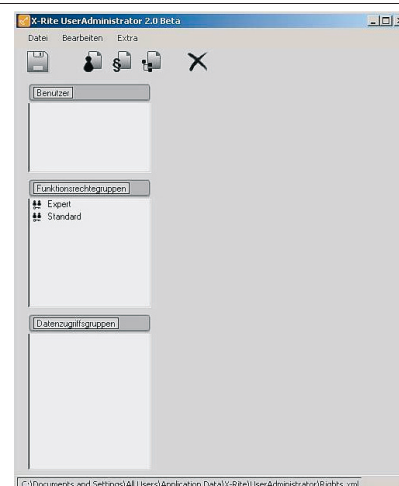 X-Rite UserAdministrator 2.0 Beta
Datei Bearbeiten Extra
§
Benutzer
Funktionsrechtegruppen
Expert
Standard
Datenzugriffsgruppen
C:\Documents and Settings\All Users\Application Data\X-Rite\UserAdministrator\Rights.xml